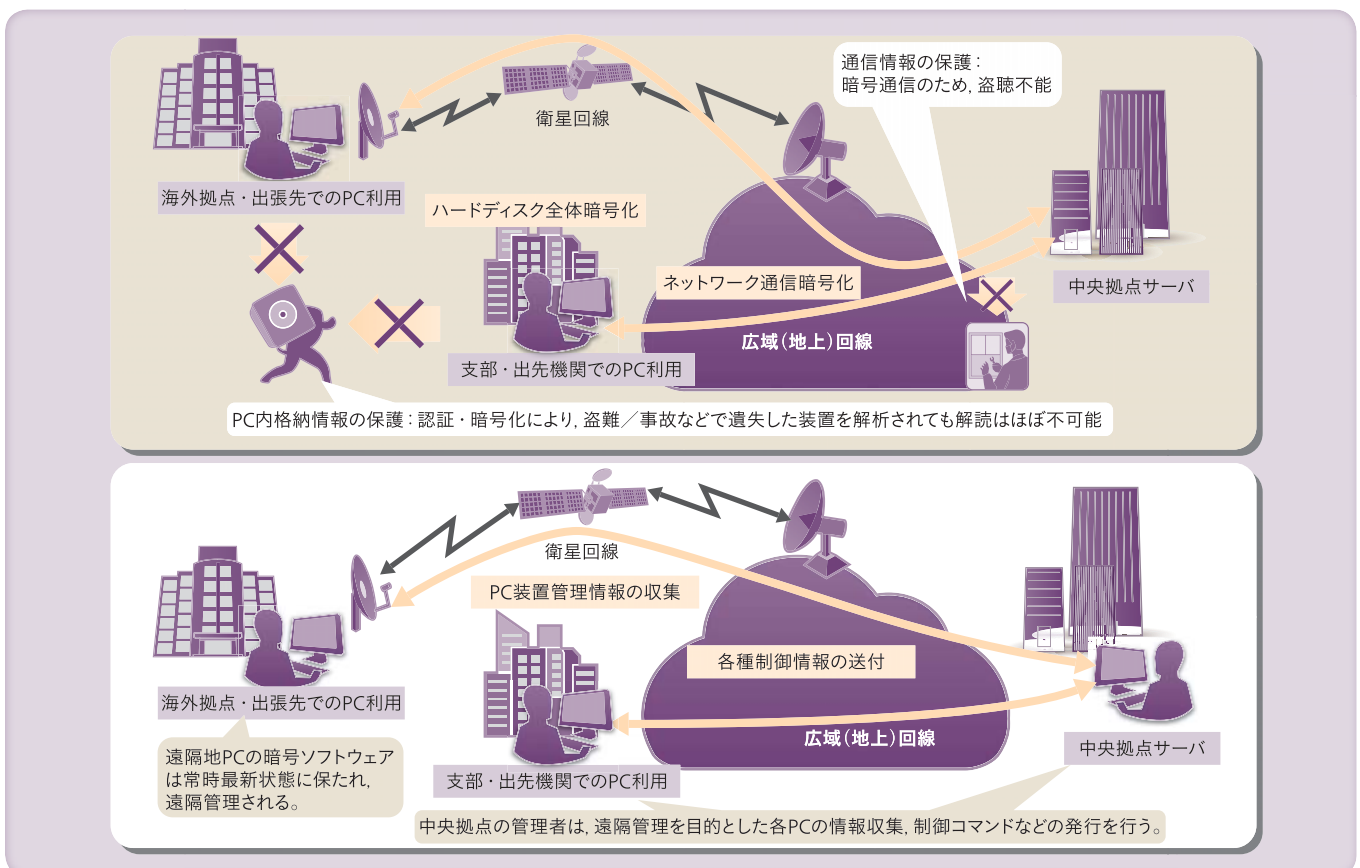 通信情報の保護：
暗号通信のため, 盗聴不能
衛星回線
海外拠点・出張先でのPC利用
ハードディスク全体暗号化
ネットワーク通信暗号化
中央拠点サーバ
広域（地上）回線
支部・出先機関でのPC利用
PC内格納情報の保護：認証・暗号化により, 盗難／事故などで遺失した装置を解析されても解読はほぼ不可能
衛星回線
PC装置管理情報の収集
各種制御情報の送付
海外拠点・出張先でのPC利用
広域（地上）回線
中央拠点サーバ
遠隔地PCの暗号ソフトウェア
は常時最新状態に保たれ,
遠隔管理される。
支部・出先機関でのPC利用
中央拠点の管理者は, 遠隔管理を目的とした各PCの情報収集, 制御コマンドなどの発行を行う。